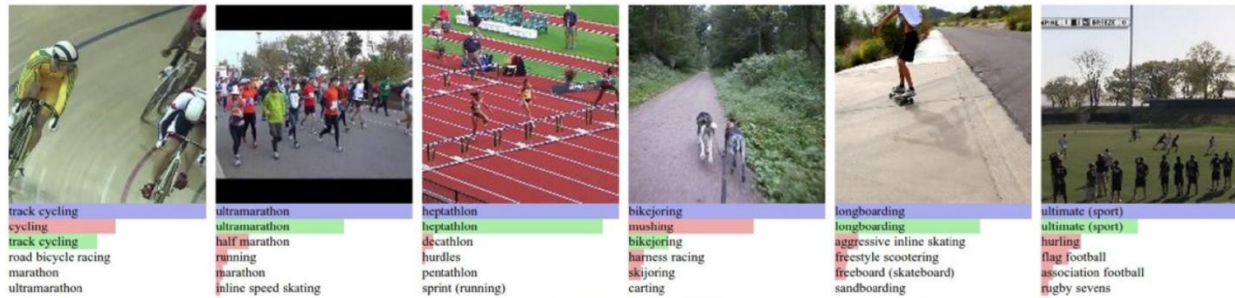 track cycling
cycling
track cycling
road bicycle racing
marathon
ultramarathon
ultramarathon
ultramarathon
half marathon
running
marathon
inline speed skating
heptathlon
heptathlon
decathlon
hurdles
pentathlon
sprint (running)
bikejoring
mushing
bikejoring
harness racing
skijoring
carting
longboarding
longboarding
aggressive inline skating
freestyle scootering
freeboard (skateboard)
sandboarding
ultimate (sport)
ultimate (sport)
hurling
flag football
association football
rugby sevens